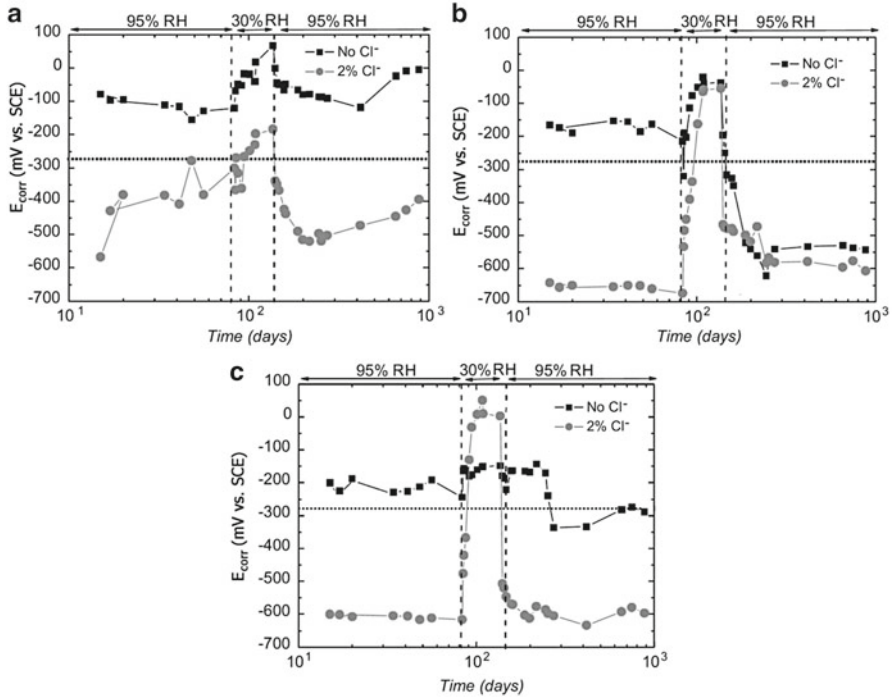 a
95% RH 30% RH 95% RH
100
0
-100
-200
-300
-400
-500
-600
-700
No Cl⁻
2% Cl⁻
E_corr (mV vs. SCE)
10¹ 10² 10³
Time (days)
b
95% RH 30% RH 95% RH
100
0
-100
-200
-300
-400
-500
-600
-700
No Cl⁻
2% Cl⁻
E_corr (mV vs. SCE)
10¹ 10² 10³
Time (days)
c
95% RH 30% RH 95% RH
0
-100
-200
-300
-400
-500
-600
-700
No Cl⁻
2% Cl⁻
E_corr (mV vs. SCE)
10¹ 10² 10³
Time (days)